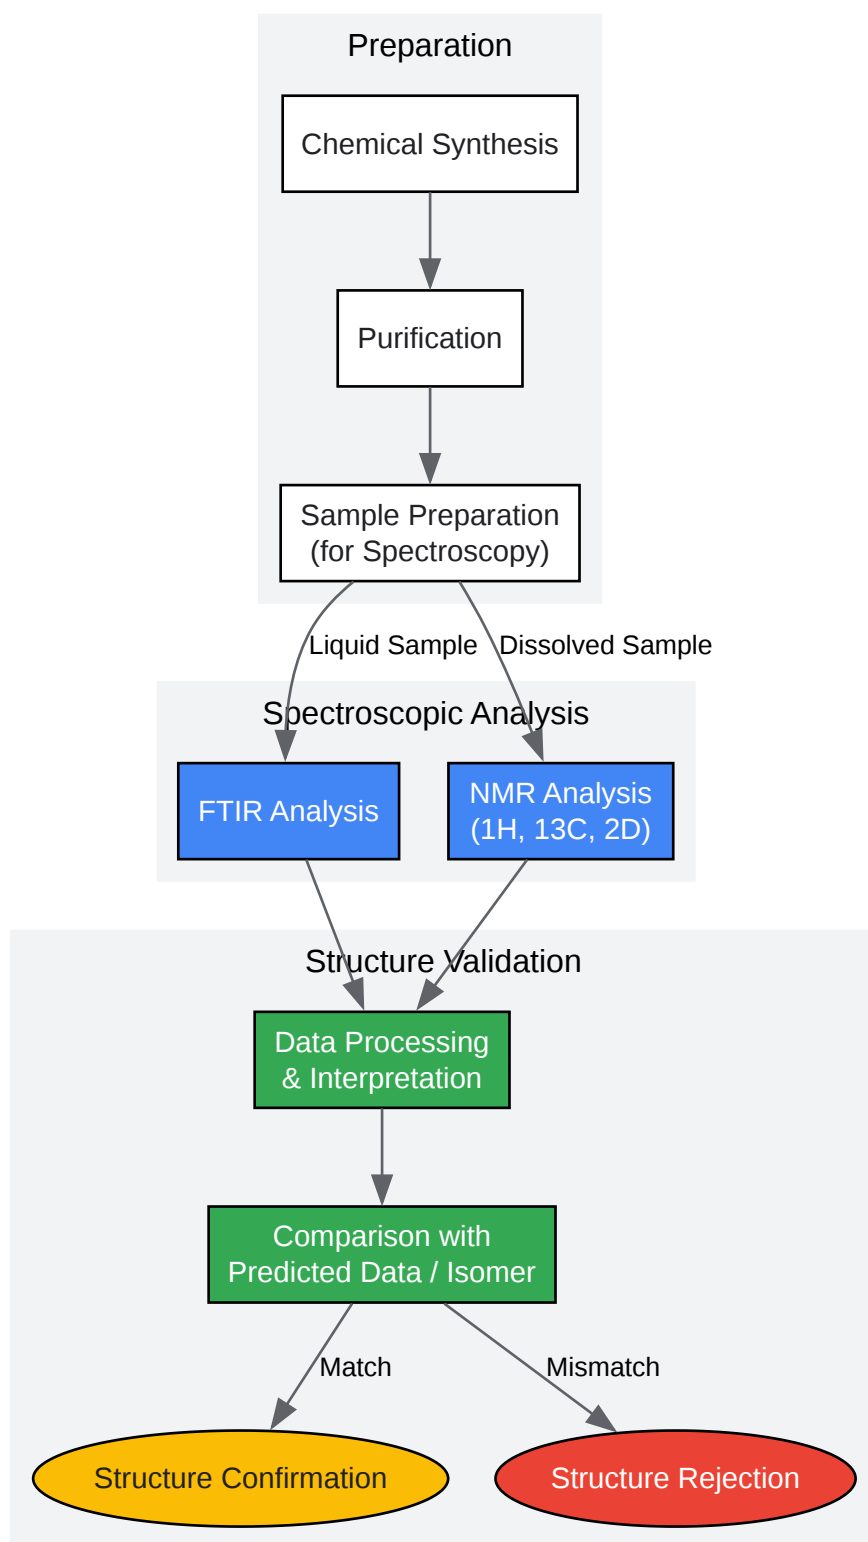 Preparation
Chemical Synthesis
Purification
Sample Preparation
(for Spectroscopy)
Liquid Sample
Dissolved Sample
Spectroscopic Analysis
FTIR Analysis
NMR Analysis
(1H, 13C, 2D)
Structure Validation
Data Processing
& Interpretation
Comparison with
Predicted Data / Isomer
Match
Mismatch
Structure Confirmation
Structure Rejection